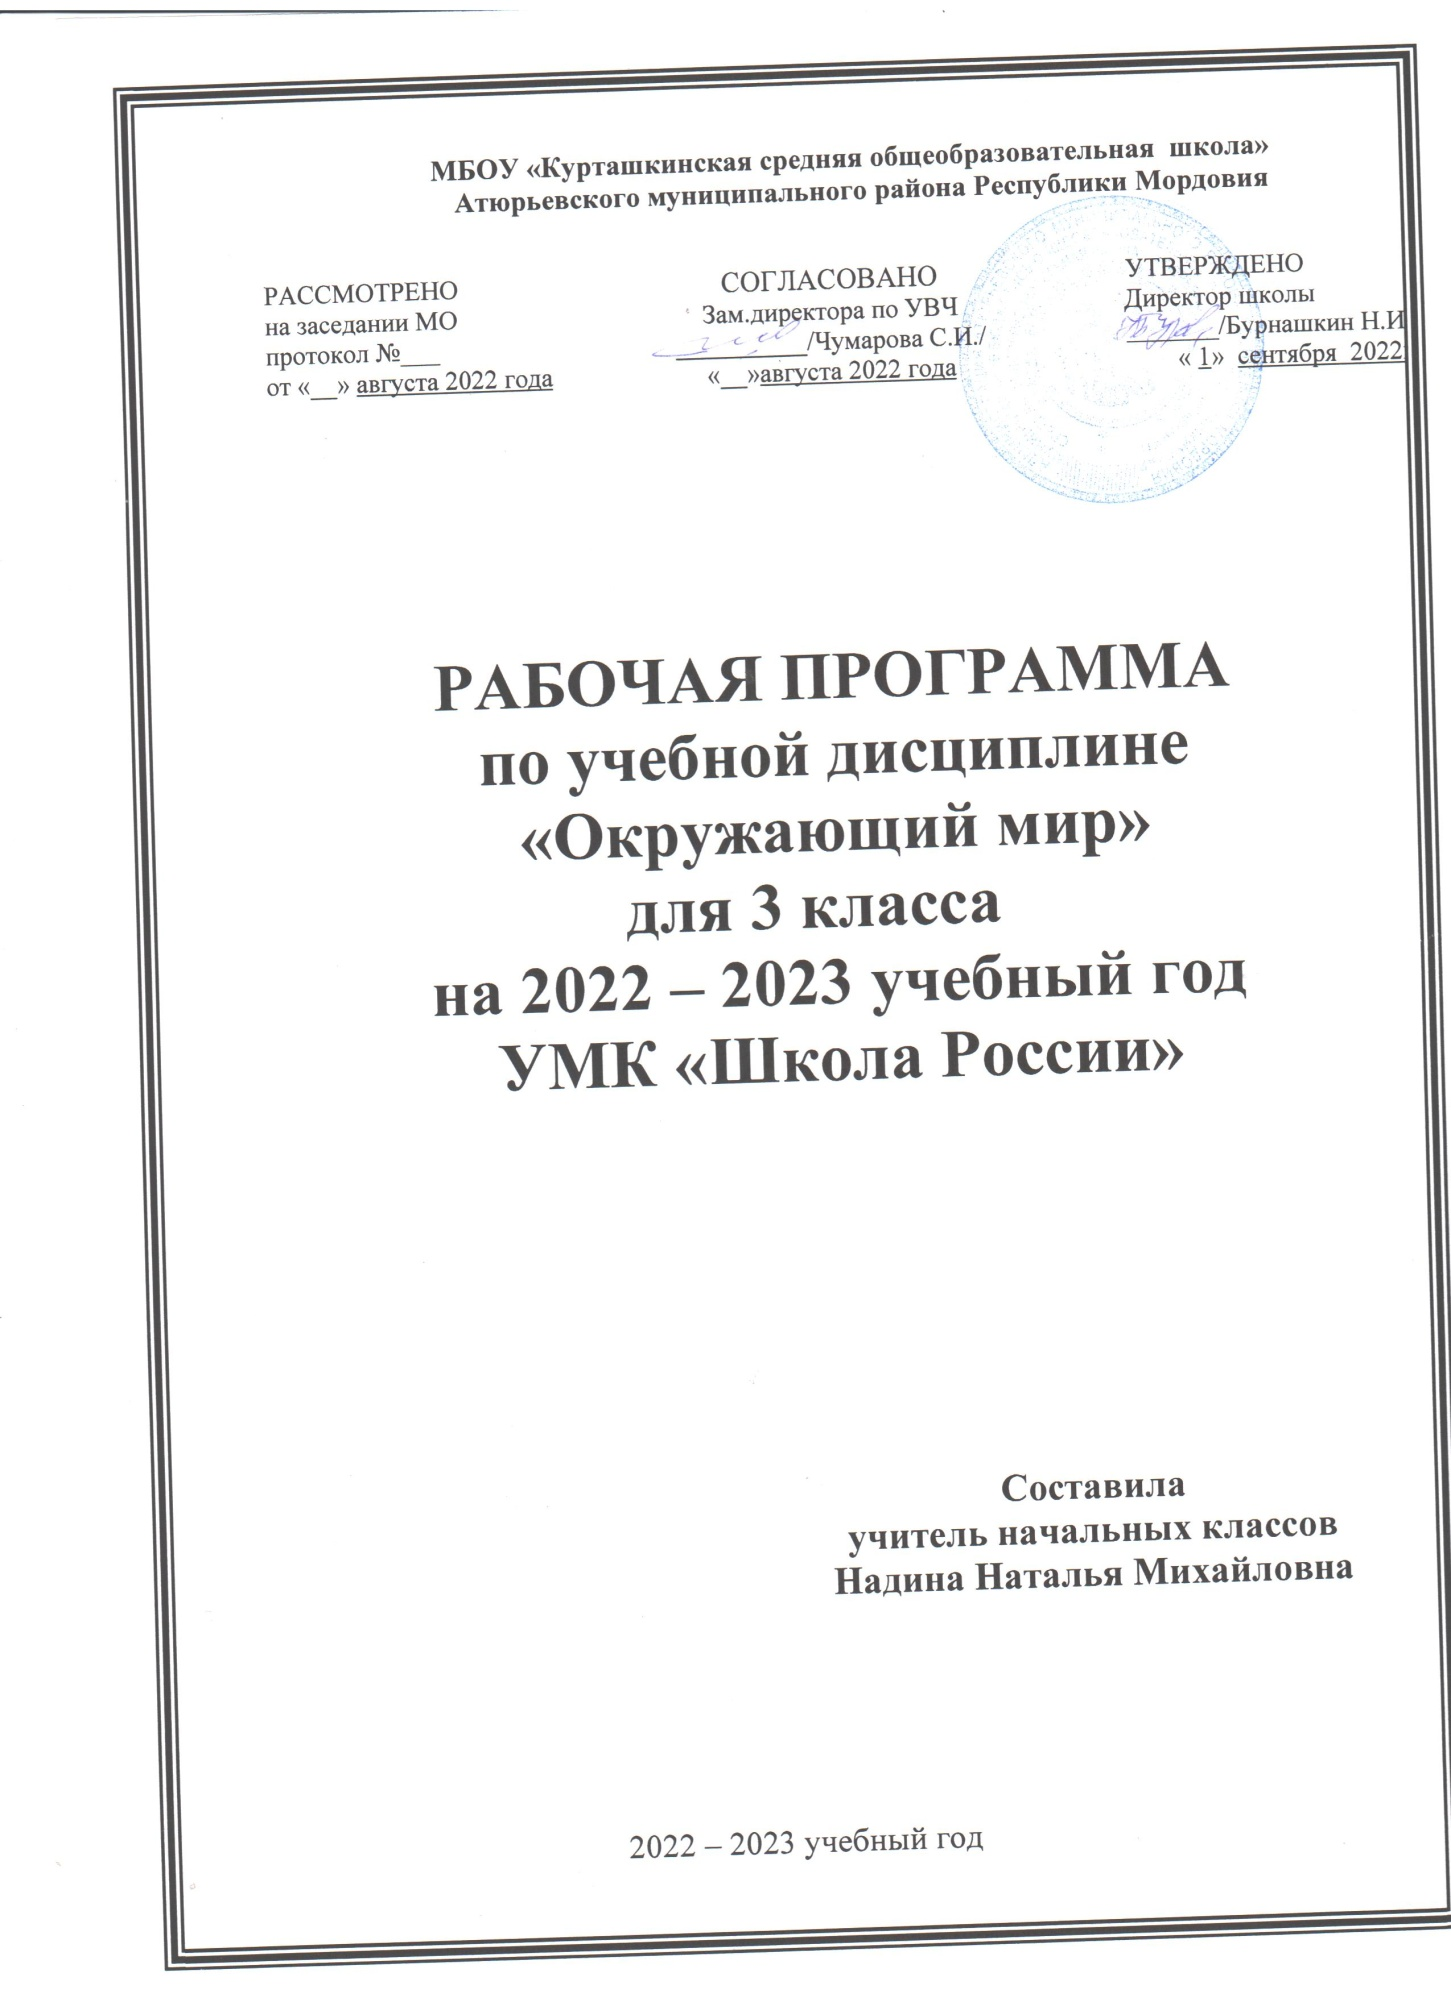 МБОУ «Курташкинская средняя общеобразовательная школа»
Атюрьевского муниципального района Республики Мордовия
РАССМОТРЕНО
на заседании МО
протокол №___
от «__» августа 2022 года
СОГЛАСОВАНО
Зам.директора по УВЧ
__________/Чумарова С.И./
«__»августа 2022 года
УТВЕРЖДЕНО
Директор школы
_______/Бурнашкин Н.И
« 1» сентября 2022
РАБОЧАЯ ПРОГРАММА
по учебной дисциплине
«Окружающий мир»
для 3 класса
на 2022 – 2023 учебный год
УМК «Школа России»
Составила
учитель начальных классов
Надина Наталья Михайловна
2022 – 2023 учебный год